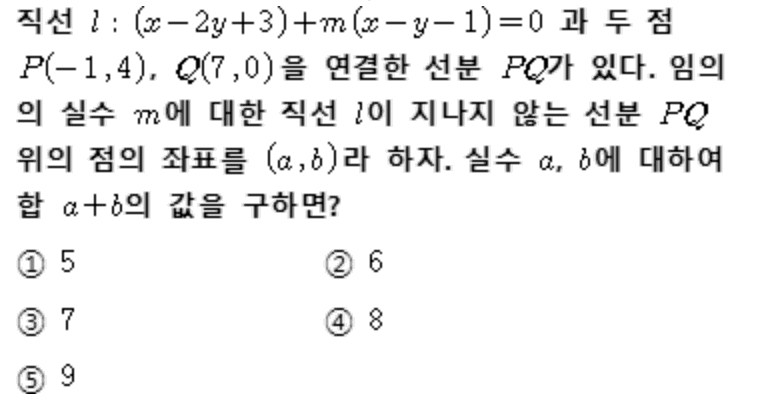 직선 l : (x−2y+3)+m(x−y−1)=0 과 두 점
P(−1,4), Q(7,0)을 연결한 선분 PQ가 있다. 임의
의 실수 m에 대한 직선 l이 지나지 않는 선분 PQ
위의 점의 좌표를 (a,b)라 하자. 실수 a, b에 대하여
합 a+b의 값을 구하면?
① 5 ② 6
③ 7 ④ 8
⑤ 9